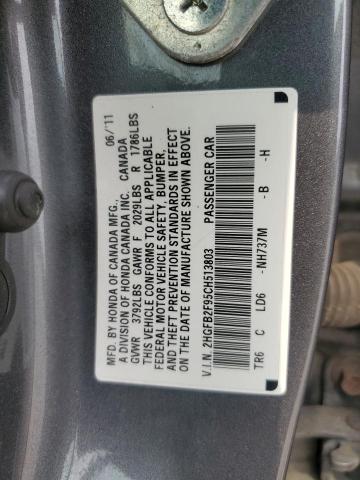 MFD. BY HONDA OF CANADA MFG., 06/11
A DIVISION OF HONDA CANADA INC. CANADA
GVWR 3792LBS GAWR F 2029LBS R 1786LBS
THIS VEHICLE CONFORMS TO ALL APPLICABLE
FEDERAL MOTOR VEHICLE SAFETY, BUMPER,
AND THEFT PREVENTION STANDARDS IN EFFECT
ON THE DATE OF MANUFACTURE SHOWN ABOVE.
V.I.N. 2HGFB2F95CH513803 PASSENGER CAR
TR6 C LD6 -NH737M -B -H